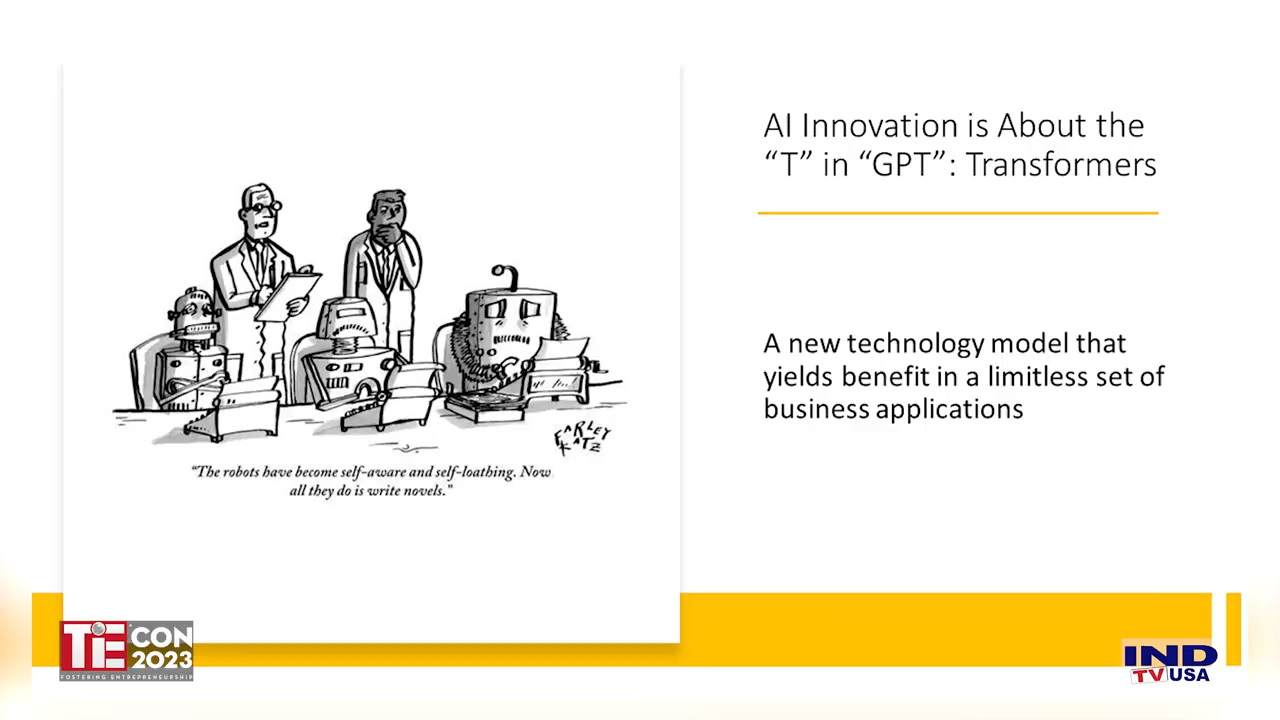 AI Innovation is About the
“T” in “GPT”: Transformers
A new technology model that
yields benefit in a limitless set of
business applications
FARLEY
KATZ
“The robots have become self-aware and self-loathing. Now
all they do is write novels.”
TiE CON
2023
FOSTERING ENTREPRENEURSHIP
IND
TV USA